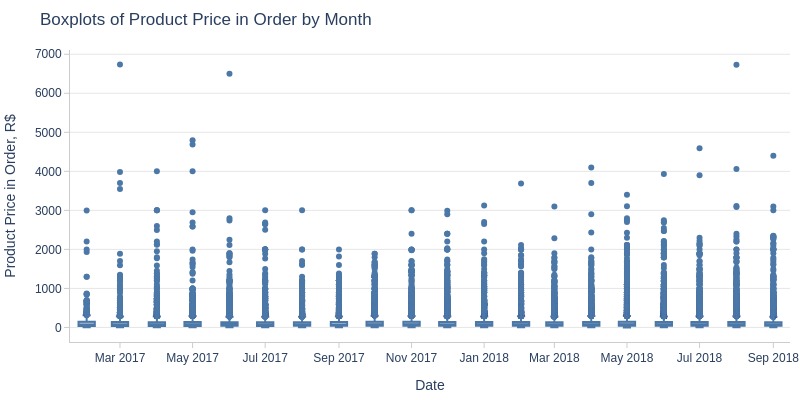 Boxplots of Product Price in Order by Month
Product Price in Order, R$
7000
6000
5000
4000
3000
2000
1000
0
Mar 2017 May 2017 Jul 2017 Sep 2017 Nov 2017 Jan 2018 Mar 2018 May 2018 Jul 2018 Sep 2018
Date